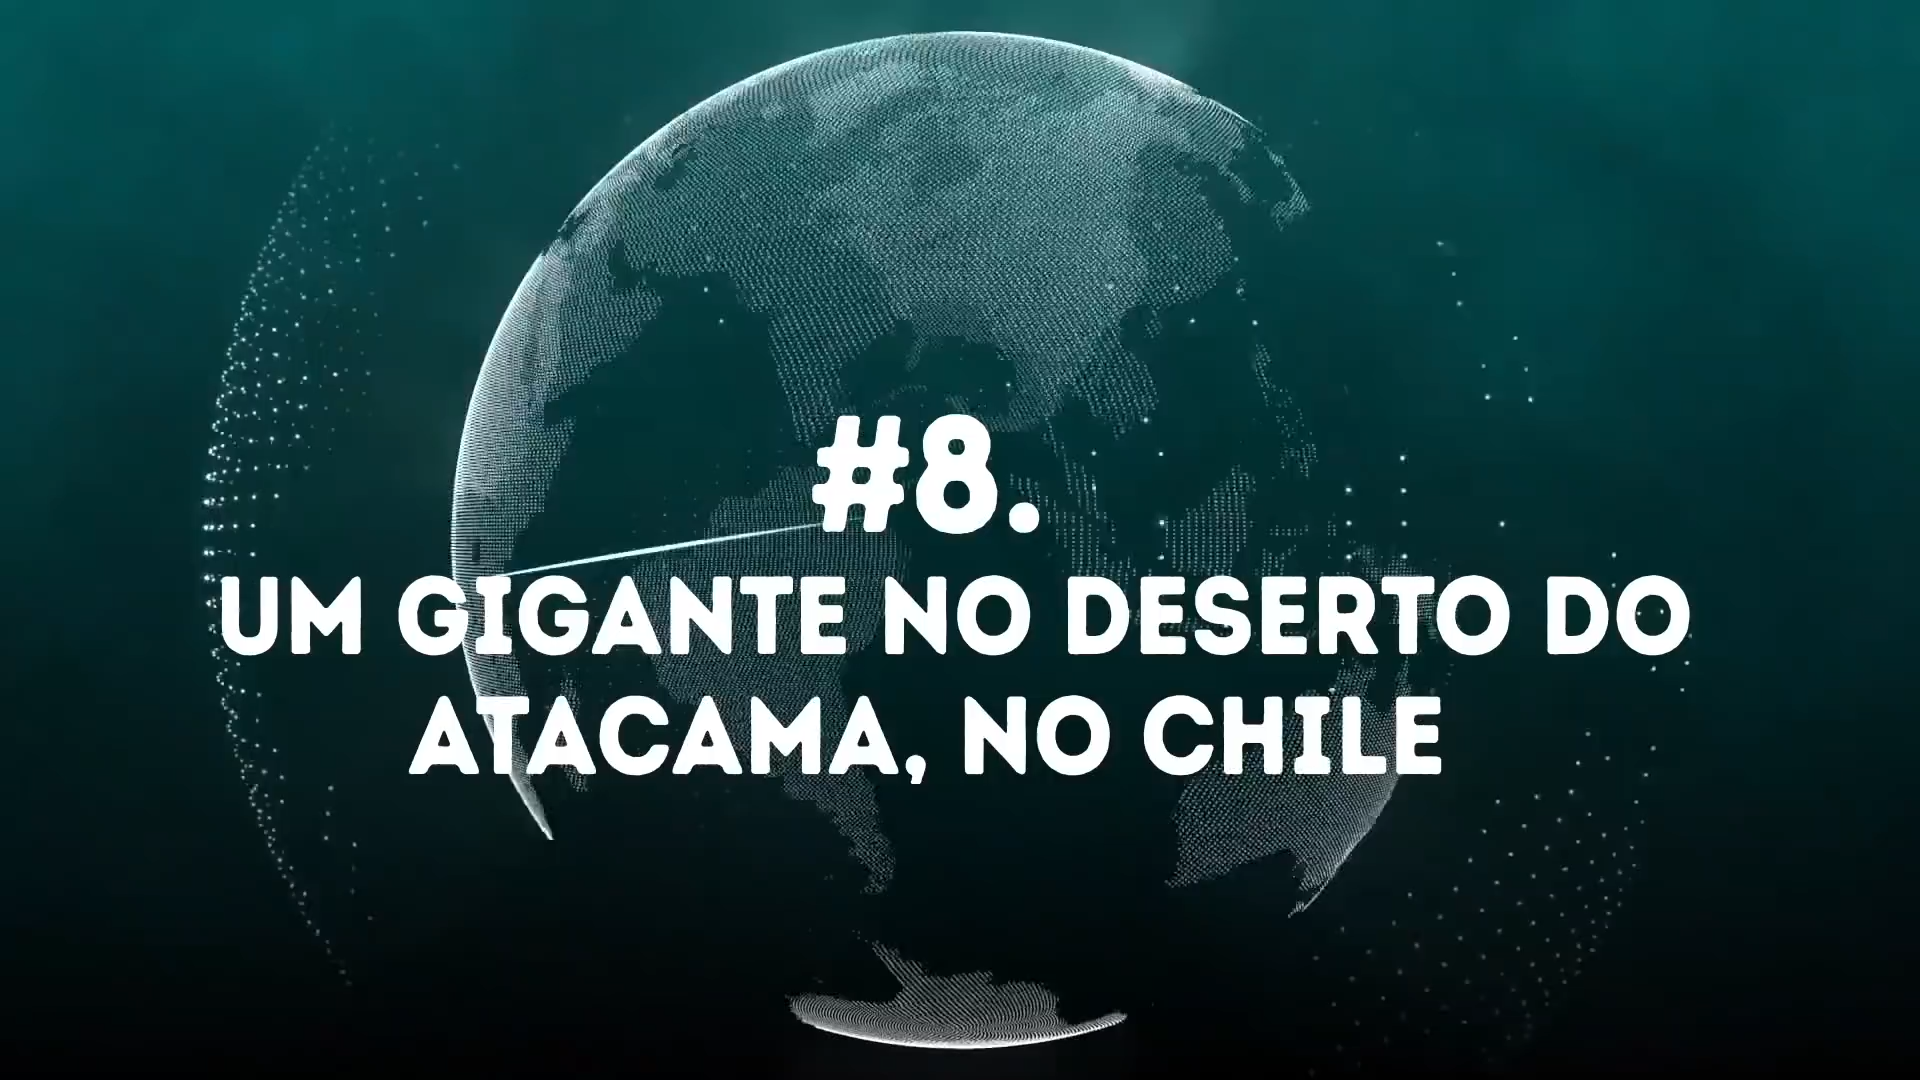 #8.
UM GIGANTE NO DESERTO DO
ATACAMA, NO CHILE